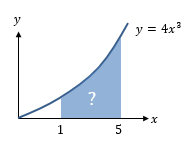 y
y = 4x³
?
1 5 x